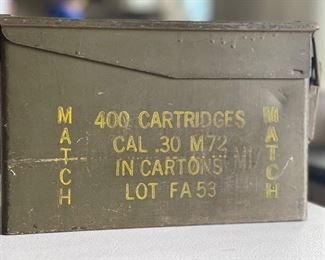 MATCH
400 CARTRIDGES
CAL .30 M72
IN CARTONS
LOT FA 53
MATCH